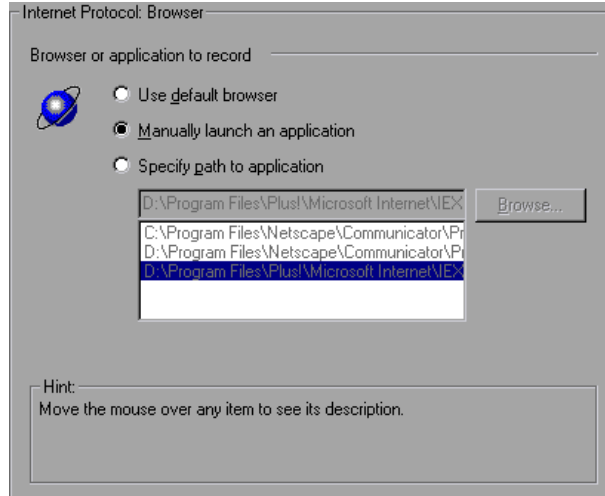 Internet Protocol: Browser
Browser or application to record
Use default browser
Manually launch an application
Specify path to application
D:\Program Files\Plus!\Microsoft Internet\IEX
Browse...
C:\Program Files\Netscape\Communicator\Pr
D:\Program Files\Netscape\Communicator\Pr
D:\Program Files\Plus!\Microsoft Internet\IEX
Hint:
Move the mouse over any item to see its description.